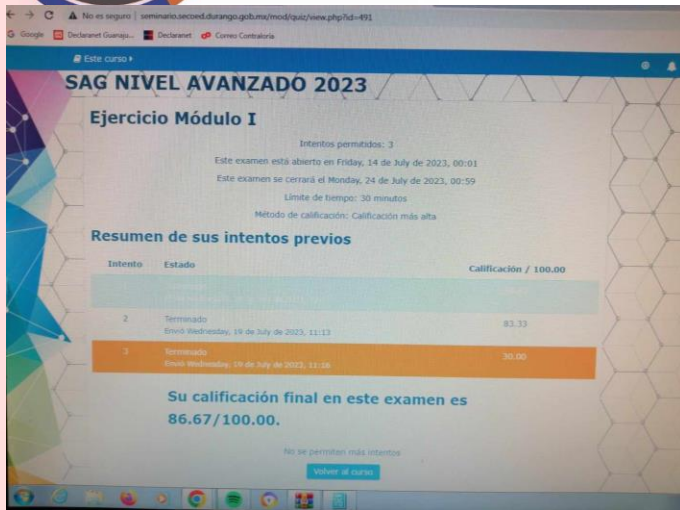 No es seguro | seminario.secoed.durango.gob.mx/mod/quiz/view.php?id=491
Google Declaranet Guanaju... Declaranet Correo Contraloría
Este curso
SAG NIVEL AVANZADO 2023
Ejercicio Módulo I
Intentos permitidos: 3
Este examen está abierto en Friday, 14 de July de 2023, 00:01
Este examen se cerrará el Monday, 24 de July de 2023, 00:59
Límite de tiempo: 30 minutos
Método de calificación: Calificación más alta
Resumen de sus intentos previos
Intento Estado Calificación / 100.00
2 Terminado 83.33
Envió Wednesday, 19 de July de 2023, 11:13
3 Terminado 30.00
Envió Wednesday, 19 de July de 2023, 11:16
Su calificación final en este examen es
86.67/100.00.
No se permiten más intentos
Volver al curso